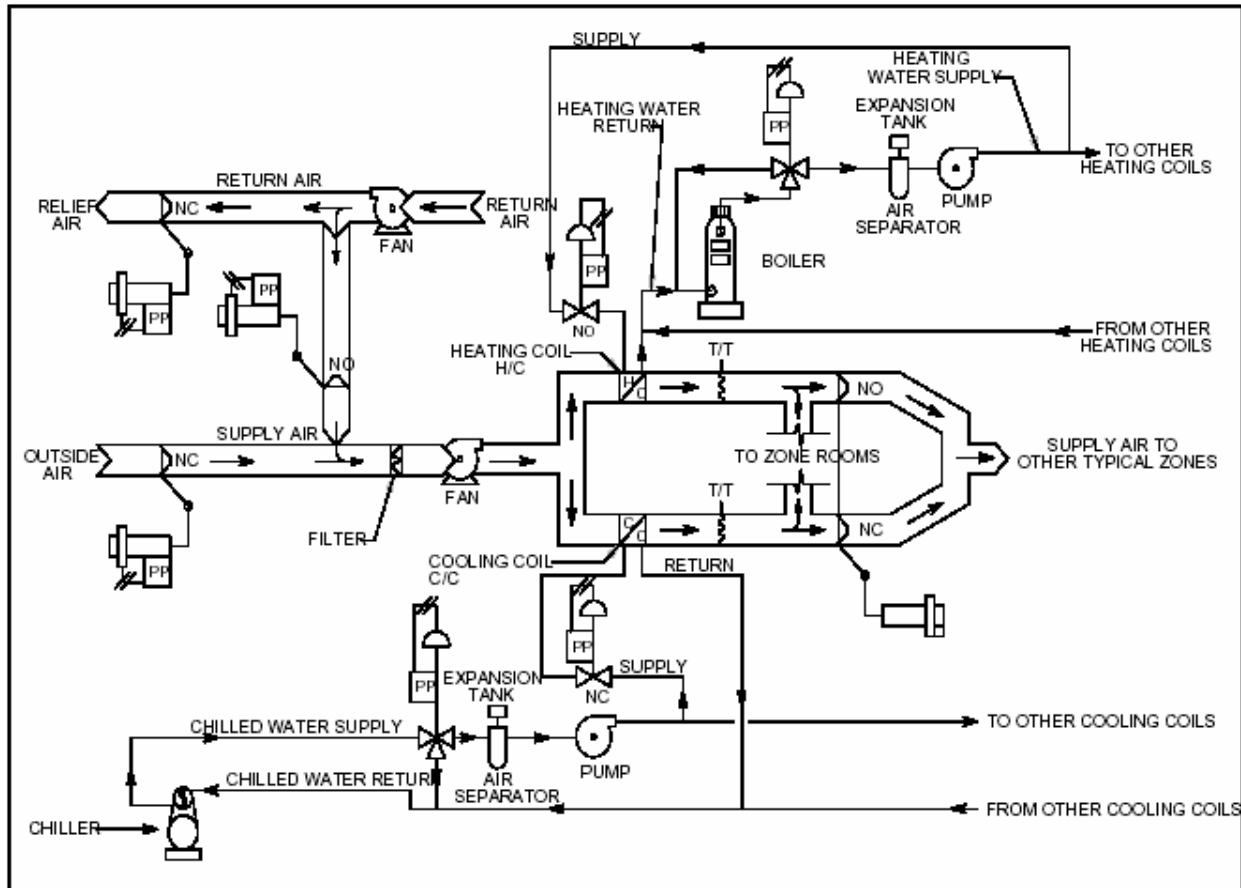 SUPPLY
HEATING
WATER SUPPLY
HEATING WATER
RETURN
EXPANSION
TANK
PP
TO OTHER
HEATING COILS
PUMP
AIR
SEPARATOR
RETURN AIR
RELIEF
AIR
NC
RETURN
AIR
FAN
BOILER
PP
PP
PP
NO
NO
FROM OTHER
HEATING COILS
HEATING COIL
H/C
T/T
H
C
NO
SUPPLY AIR
OUTSIDE
AIR
NC
TO ZONE ROOMS
SUPPLY AIR TO
OTHER TYPICAL ZONES
FAN
T/T
FILTER
C
C
NC
PP
COOLING COIL
C/C
RETURN
PP
SUPPLY
NC
PP
EXPANSION
TANK
CHILLED WATER SUPPLY
TO OTHER COOLING COILS
PUMP
CHILLED WATER RETURN
AIR
SEPARATOR
FROM OTHER COOLING COILS
CHILLER